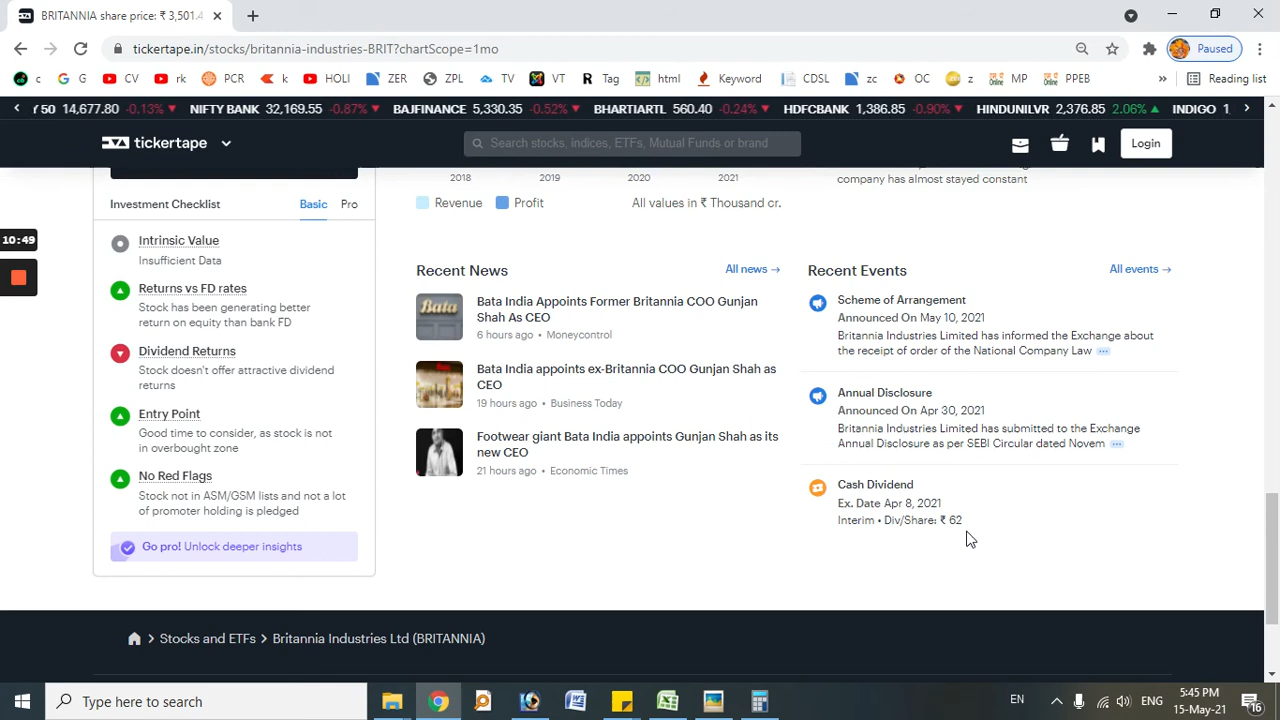 BRITANNIA share price: ₹ 3,501.4
tickertape.in/stocks/britannia-industries-BRIT?chartScope=1mo
Paused
c G CV rk PCR k HOLI ZER ZPL TV VT Tag html Keyword CDSL zc OC z MP PPEB » Reading list
Y 50 14,677.80 -0.13% NIFTY BANK 32,169.55 -0.87% BAJFINANCE 5,330.35 -0.52% BHARTIARTL 560.40 -0.24% HDFCBANK 1,386.85 -0.90% HINDUNILVR 2,376.85 2.06% INDIGO 1,
tickertape
Search stocks, indices, ETFs, Mutual Funds or brand
Login
2018 2019 2020 2021
company has almost stayed constant
Revenue Profit All values in ₹ Thousand cr.
Investment Checklist Basic Pro
10:49
Intrinsic Value
Insufficient Data
Returns vs FD rates
Stock has been generating better
return on equity than bank FD
Dividend Returns
Stock doesn't offer attractive dividend
returns
Entry Point
Good time to consider, as stock is not
in overbought zone
No Red Flags
Stock not in ASM/GSM lists and not a lot
of promoter holding is pledged
Go pro! Unlock deeper insights
Recent News All news →
Bata
Bata India Appoints Former Britannia COO Gunjan
Shah As CEO
6 hours ago • Moneycontrol
Bata India appoints ex-Britannia COO Gunjan Shah as
CEO
19 hours ago • Business Today
Footwear giant Bata India appoints Gunjan Shah as its
new CEO
21 hours ago • Economic Times
Recent Events All events →
Scheme of Arrangement
Announced On May 10, 2021
Britannia Industries Limited has informed the Exchange about
the receipt of order of the National Company Law ...
Annual Disclosure
Announced On Apr 30, 2021
Britannia Industries Limited has submitted to the Exchange
Annual Disclosure as per SEBI Circular dated Novem ...
Cash Dividend
Ex. Date Apr 8, 2021
Interim • Div/Share: ₹ 62
Stocks and ETFs > Britannia Industries Ltd (BRITANNIA)
Type here to search
EN
ENG
5:45 PM
15-May-21
16